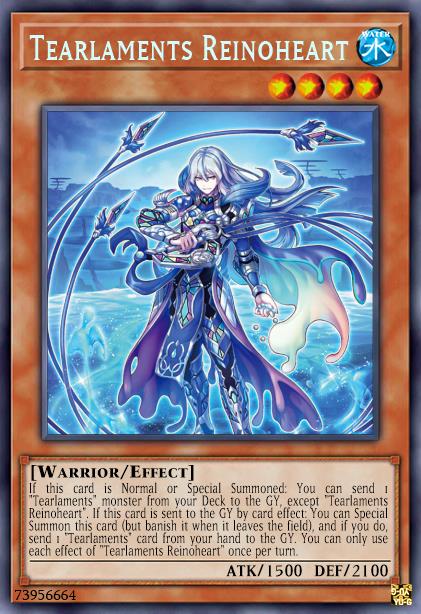 Tearlaments Reinoheart
WATER
水
[Warrior/Effect]
If this card is Normal or Special Summoned: You can send 1
"Tearlaments" monster from your Deck to the GY, except "Tearlaments
Reinoheart". If this card is sent to the GY by card effect: You can Special
Summon this card (but banish it when it leaves the field), and if you do,
send 1 "Tearlaments" card from your hand to the GY. You can only use
each effect of "Tearlaments Reinoheart" once per turn.
ATK/1500 DEF/2100
73956664